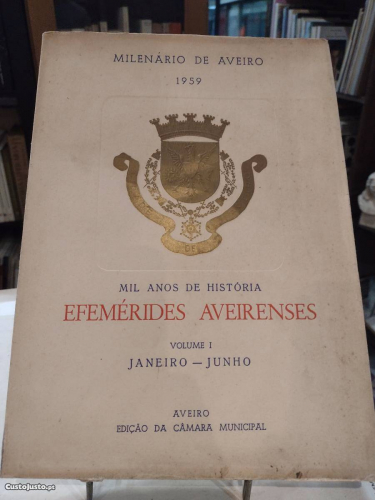 MILENÁRIO DE AVEIRO
1959
MIL ANOS DE HISTÓRIA
EFEMÉRIDES AVEIRENSES
VOLUME I
JANEIRO — JUNHO
AVEIRO
EDIÇÃO DA CÂMARA MUNICIPAL
CustoJusto.pt